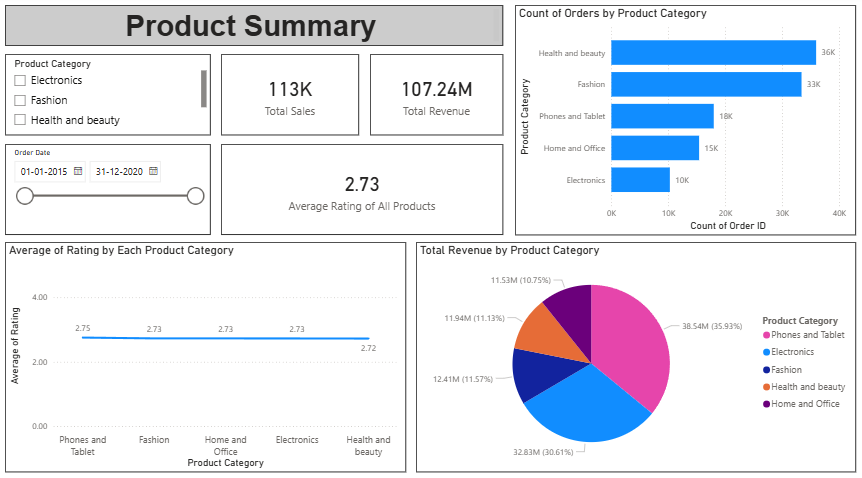 Product Summary
Product Category
Electronics
Fashion
Health and beauty
113K
Total Sales
107.24M
Total Revenue
Order Date
01-01-2015
31-12-2020
2.73
Average Rating of All Products
Count of Orders by Product Category
Product Category
Health and beauty
36K
Fashion
33K
Phones and Tablet
18K
Home and Office
15K
Electronics
10K
0K
10K
20K
30K
40K
Count of Order ID
Average of Rating by Each Product Category
Average of Rating
4.00
2.00
0.00
2.75
2.73
2.73
2.73
2.72
Phones and
Tablet
Fashion
Home and
Office
Electronics
Health and
beauty
Product Category
Total Revenue by Product Category
11.53M (10.75%)
11.94M (11.13%)
12.41M (11.57%)
32.83M (30.61%)
38.54M (35.93%)
Product Category
Phones and Tablet
Electronics
Fashion
Health and beauty
Home and Office